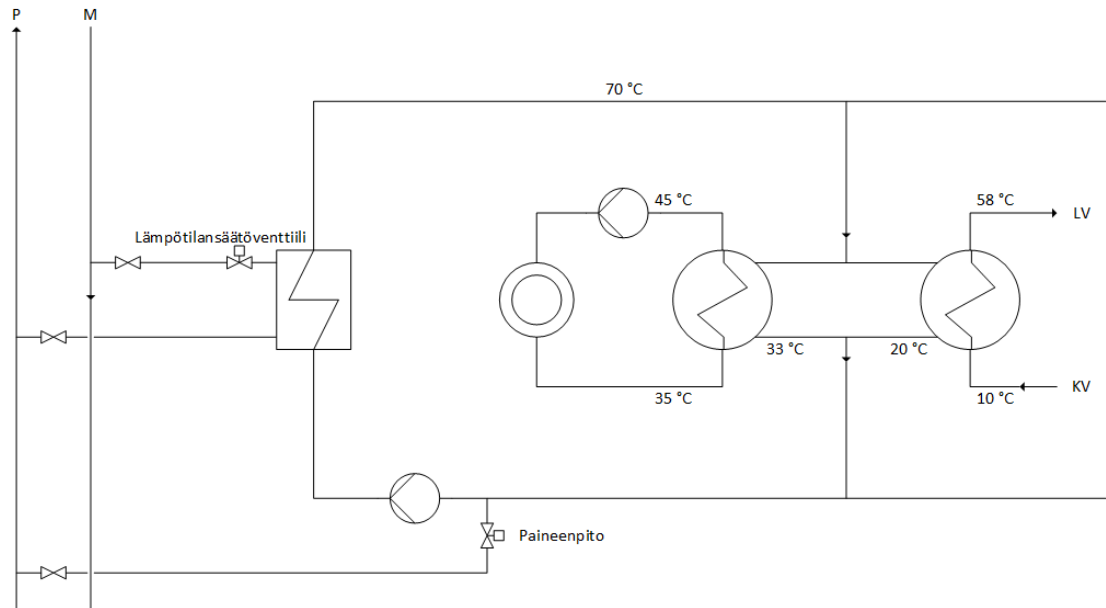 P
M
70 °C
45 °C
58 °C
LV
Lämpötilansäätöventtiili
33 °C
20 °C
35 °C
10 °C
KV
Paineenpito